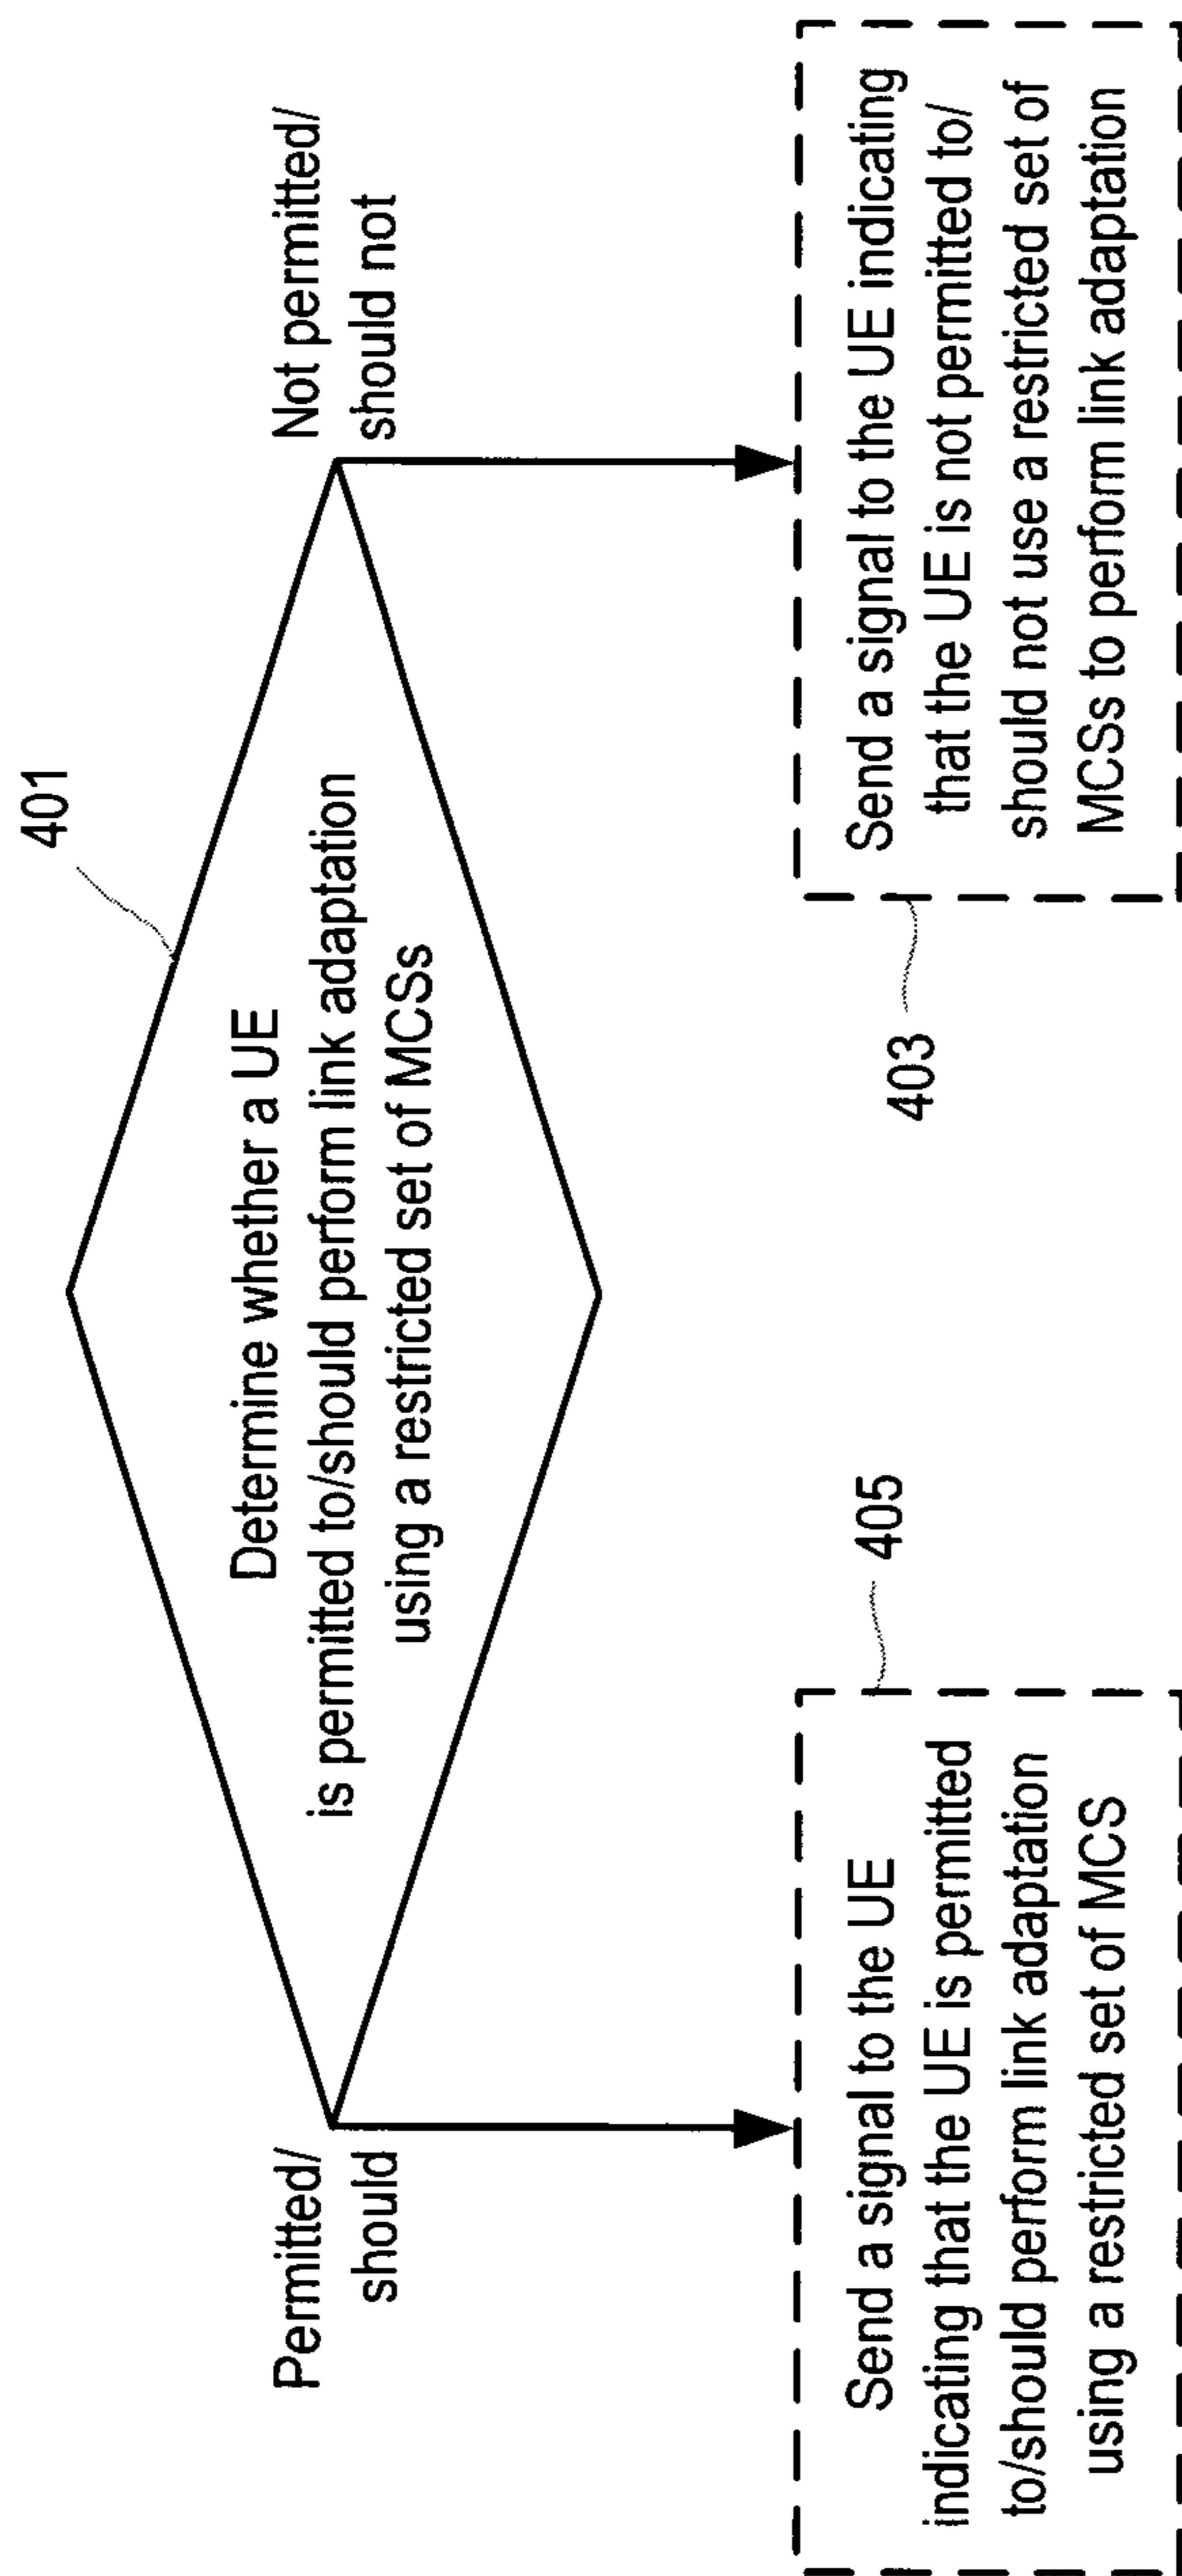 401
Determine whether a UE
is permitted to/should perform link adaptation
using a restricted set of MCSs
Permitted/
should
Not permitted/
should not
405
Send a signal to the UE
indicating that the UE is permitted
to/should perform link adaptation
using a restricted set of MCS
403
Send a signal to the UE indicating
that the UE is not permitted to/
should not use a restricted set of
MCSs to perform link adaptation